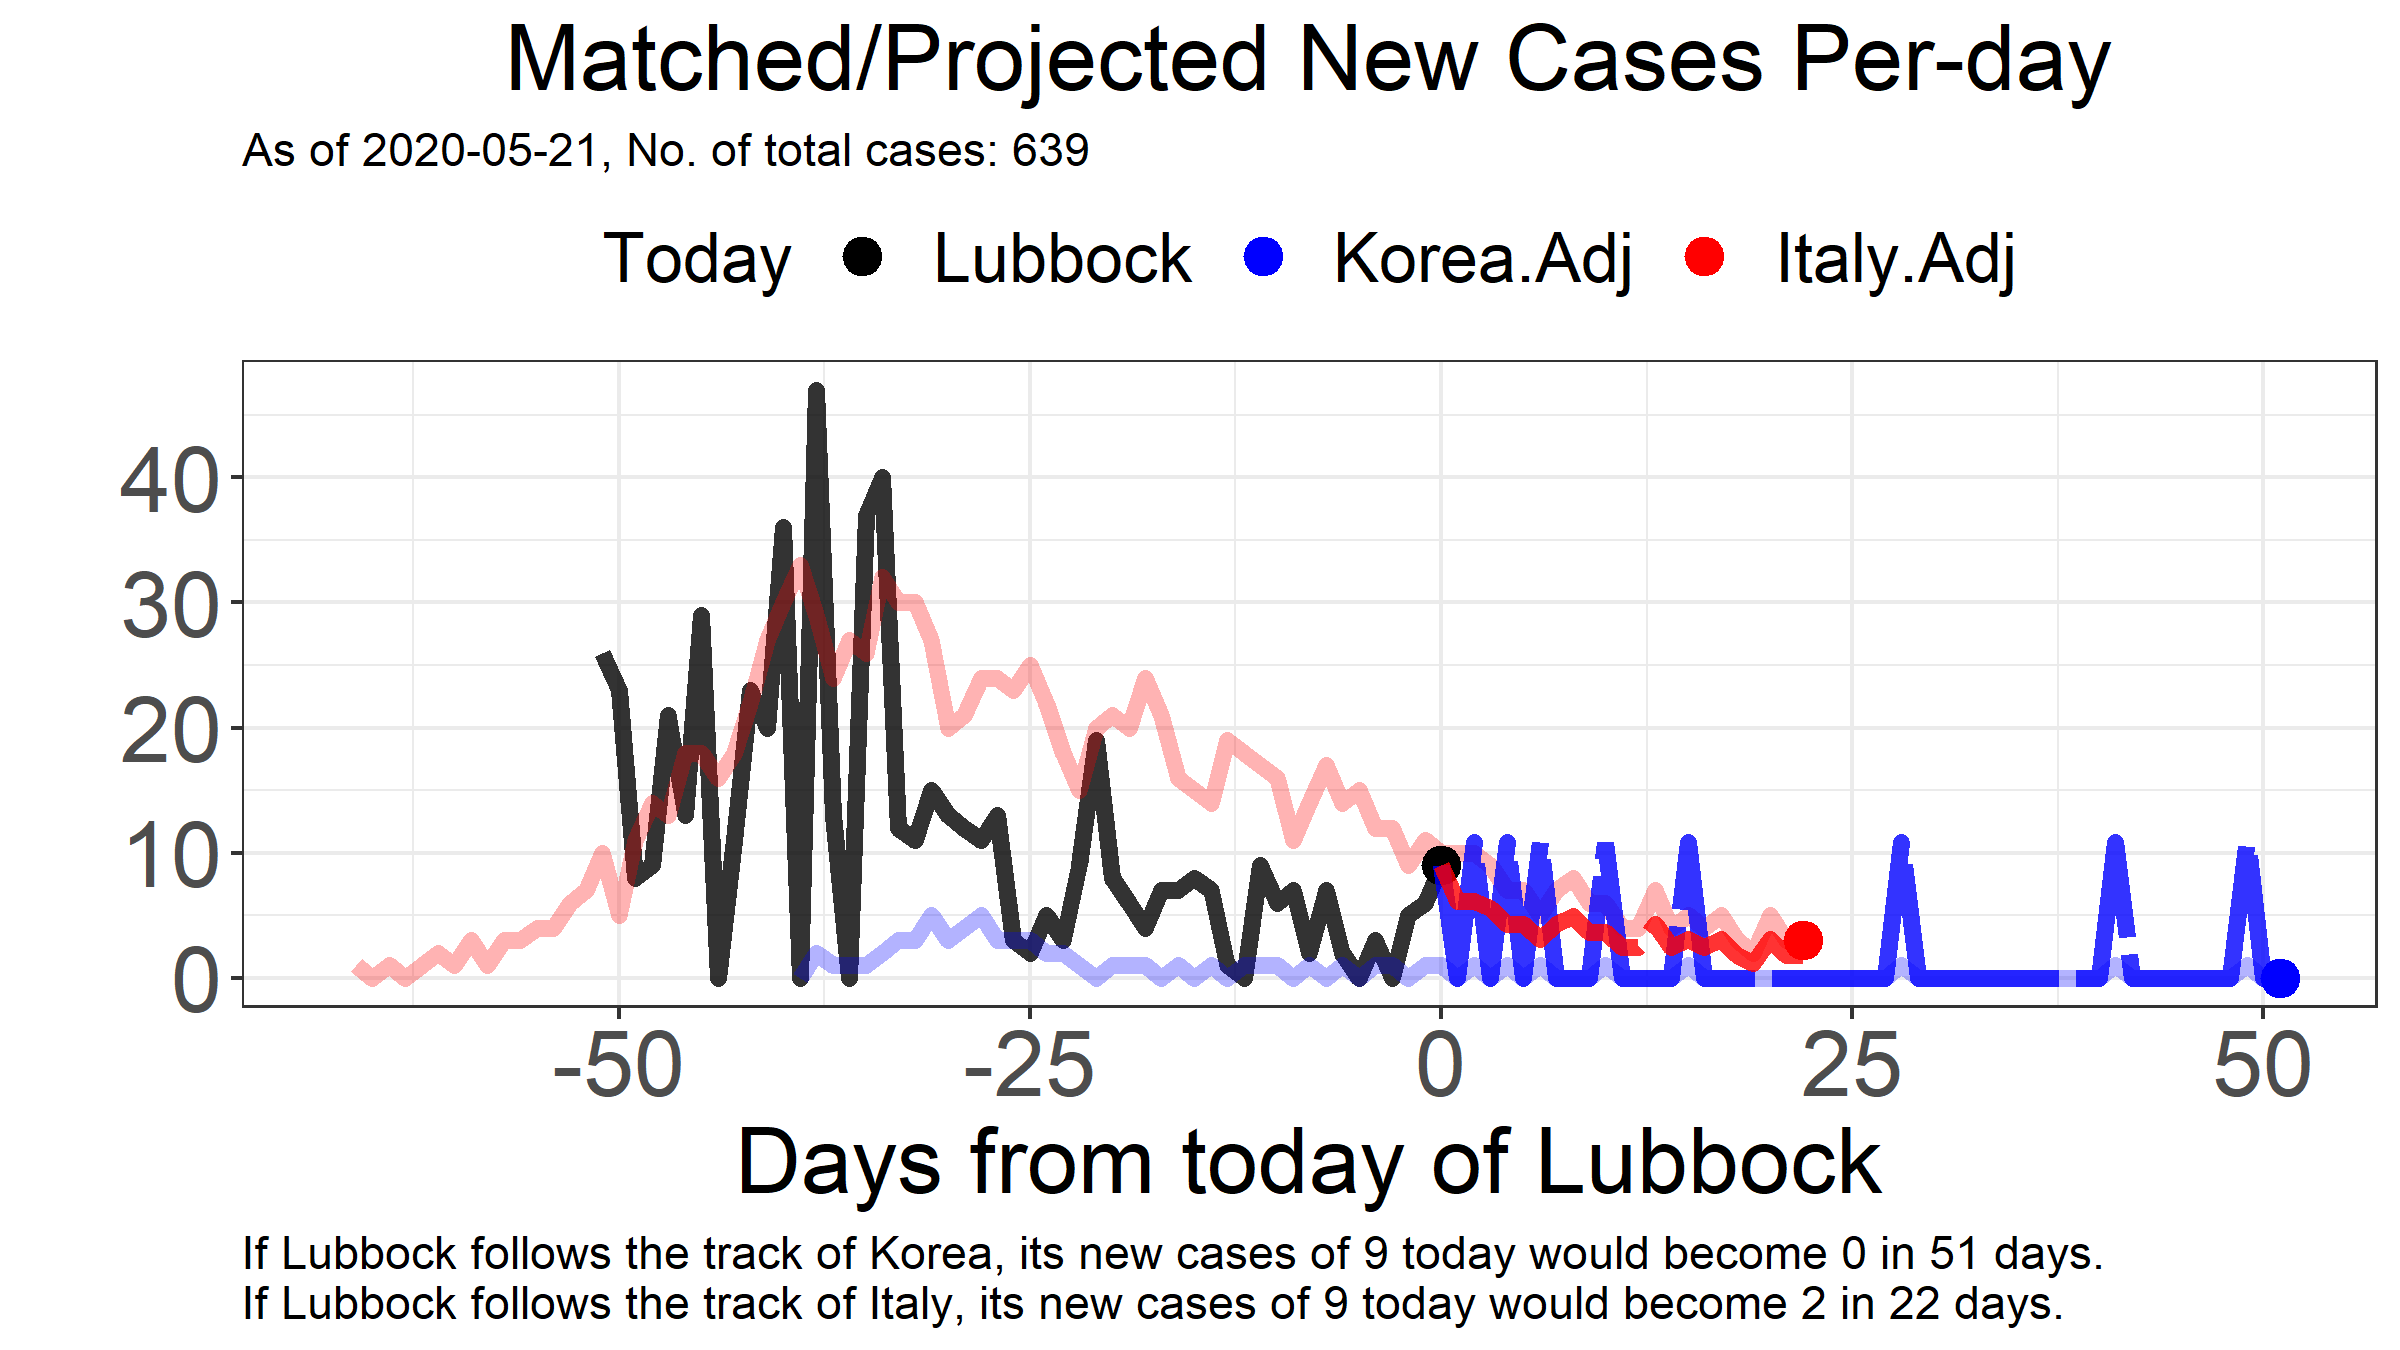 Matched/Projected New Cases Per-day
As of 2020-05-21, No. of total cases: 639
Today Lubbock Korea.Adj Italy.Adj
40
30
20
10
0
-50 -25 0 25 50
Days from today of Lubbock
If Lubbock follows the track of Korea, its new cases of 9 today would become 0 in 51 days.
If Lubbock follows the track of Italy, its new cases of 9 today would become 2 in 22 days.